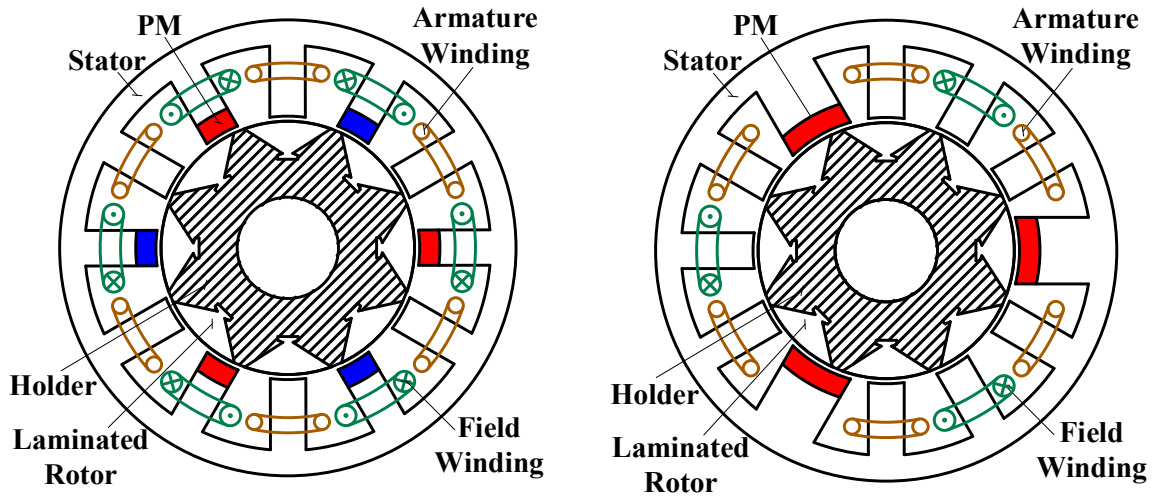 PM
Armature
Winding
Stator
Holder
Laminated
Rotor
Field
Winding
PM
Armature
Winding
Stator
Holder
Laminated
Rotor
Field
Winding